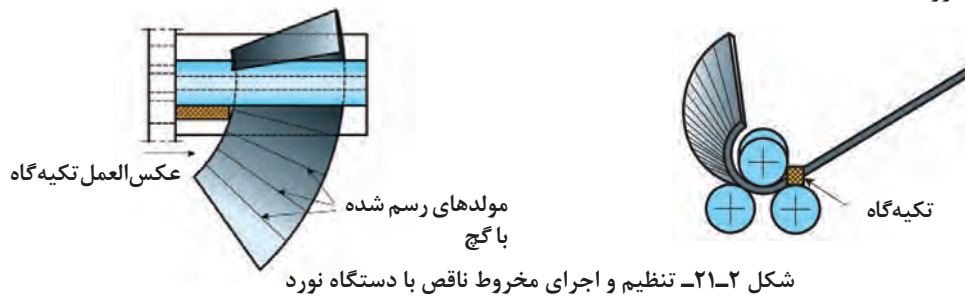 عکس‌العمل تکیه‌گاه
مولدهای رسم شده
با گچ
تکیه‌گاه
شکل ۲ـ۲۱ـ تنظیم و اجرای مخروط ناقص با دستگاه نورد